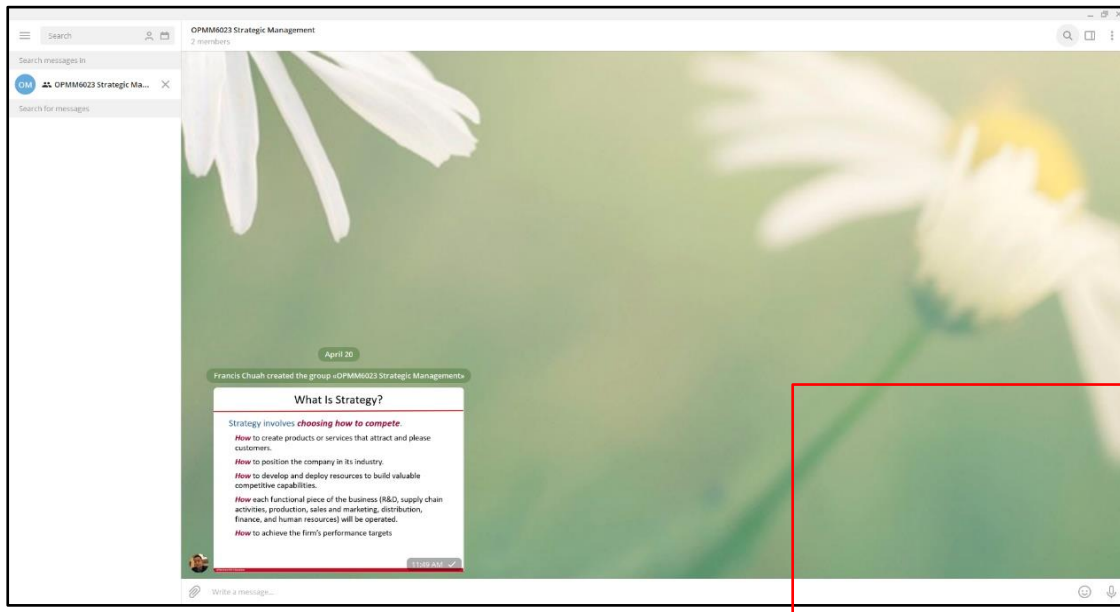 Search
OPMM6023 Strategic Management
2 members
Search messages in
OM
OPMM6023 Strategic Ma...
Search for messages
April 20
Francis Chuah created the group «OPMM6023 Strategic Management»
What Is Strategy?
Strategy involves choosing how to compete.
How to create products or services that attract and please
customers.
How to position the company in its industry.
How to develop and deploy resources to build valuable
competitive capabilities.
How each functional piece of the business (R&D, supply chain
activities, production, sales and marketing, distribution,
finance, and human resources) will be operated.
How to achieve the firm's performance targets
11:49 AM
Write a message...